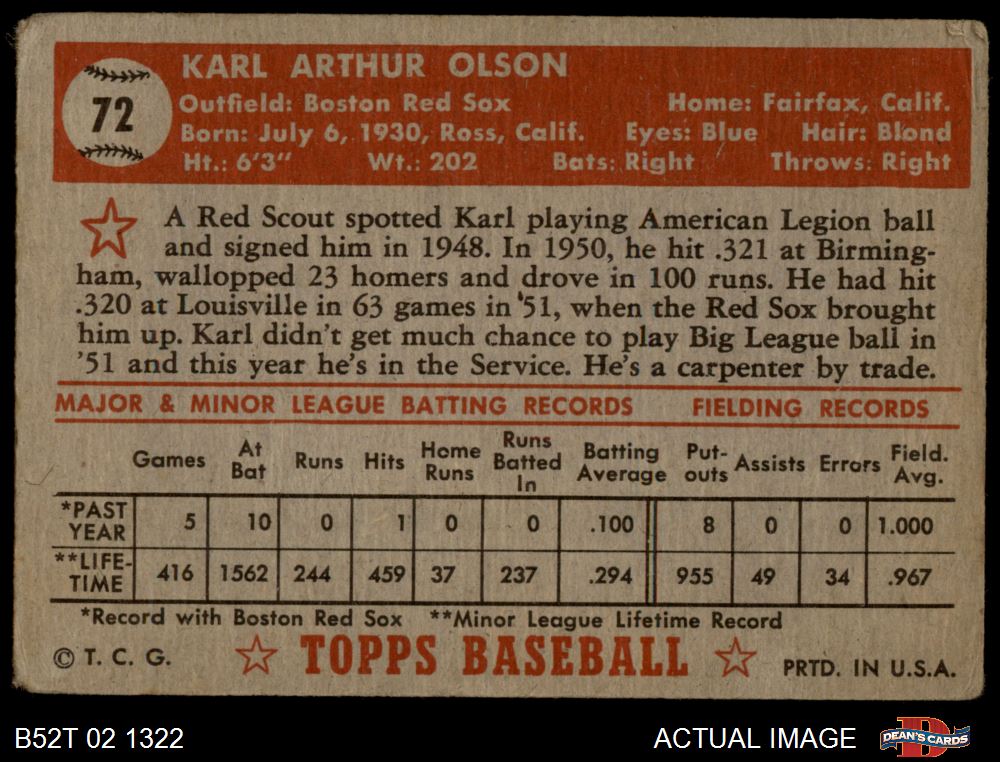 72
KARL ARTHUR OLSON
Outfield: Boston Red Sox Home: Fairfax, Calif.
Born: July 6, 1930, Ross, Calif. Eyes: Blue Hair: Blond
Ht.: 6'3" Wt.: 202 Bats: Right Throws: Right
A Red Scout spotted Karl playing American Legion ball
and signed him in 1948. In 1950, he hit .321 at Birming-
ham, walloped 23 homers and drove in 100 runs. He had hit
.320 at Louisville in 63 games in '51, when the Red Sox brought
him up. Karl didn't get much chance to play Big League ball in
'51 and this year he's in the Service. He's a carpenter by trade.
MAJOR & MINOR LEAGUE BATTING RECORDS FIELDING RECORDS
Games At Bat Runs Hits Home Runs Runs Batted In Batting Average Put-outs Assists Errors Field. Avg.
*PAST YEAR 5 10 0 1 0 0 .100 8 0 0 1.000
**LIFE-TIME 416 1562 244 459 37 237 .294 955 49 34 .967
*Record with Boston Red Sox **Minor League Lifetime Record
© T. C. G. TOPPS BASEBALL PRTD. IN U.S.A.
B52T 02 1322 ACTUAL IMAGE D DEAN'S CARDS